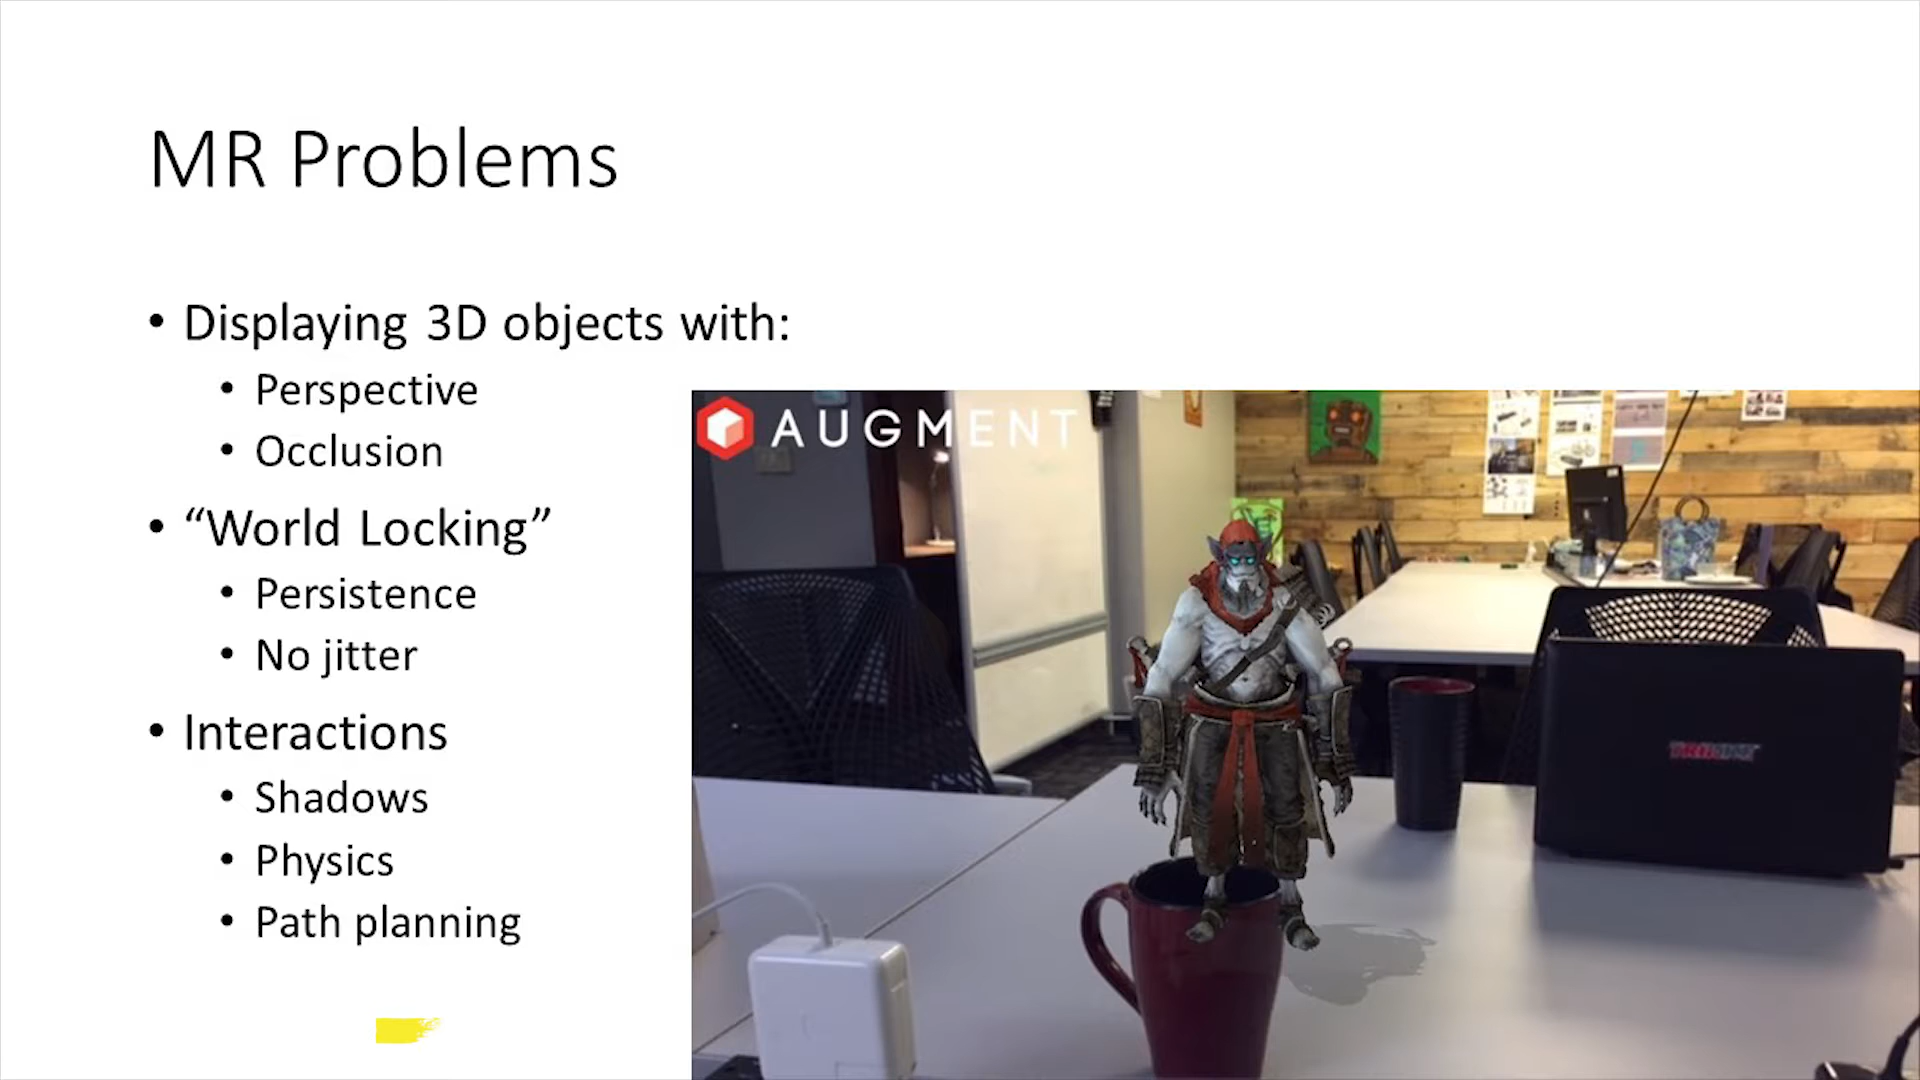 MR Problems
• Displaying 3D objects with:
• Perspective
• Occlusion
• “World Locking”
• Persistence
• No jitter
• Interactions
• Shadows
• Physics
• Path planning
AUGMENT